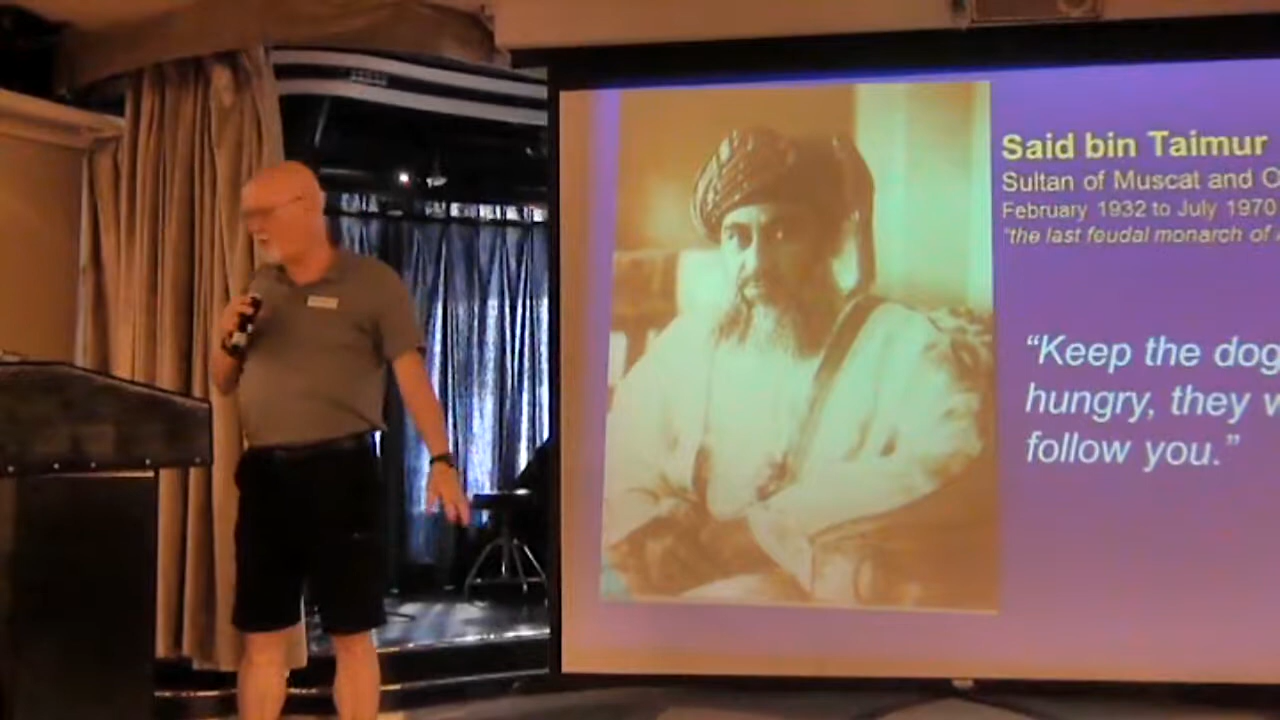 Said bin Taimur
Sultan of Muscat and O
February 1932 to July 1970
"the last feudal monarch of
“Keep the dog
hungry, they w
follow you.”